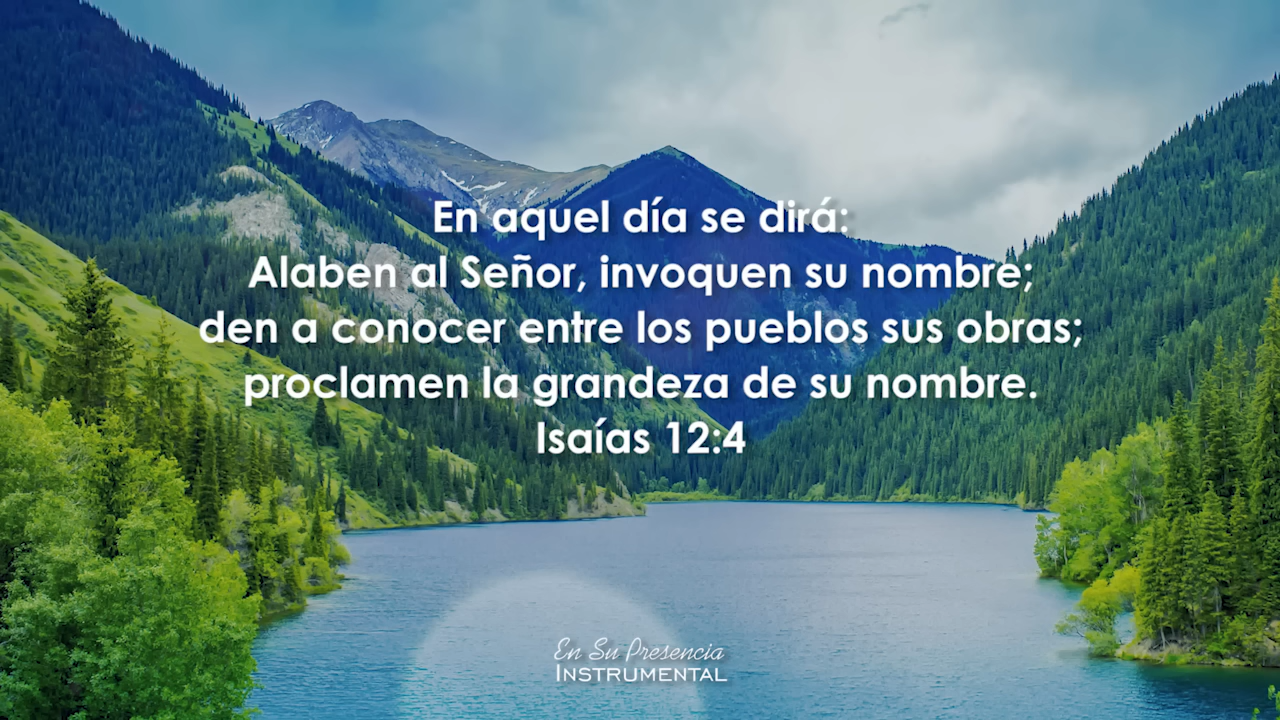 En aquel día se dirá:
Alaben al Señor, invoquen su nombre;
den a conocer entre los pueblos sus obras;
proclamen la grandeza de su nombre.
Isaías 12:4
En Su Presencia
INSTRUMENTAL